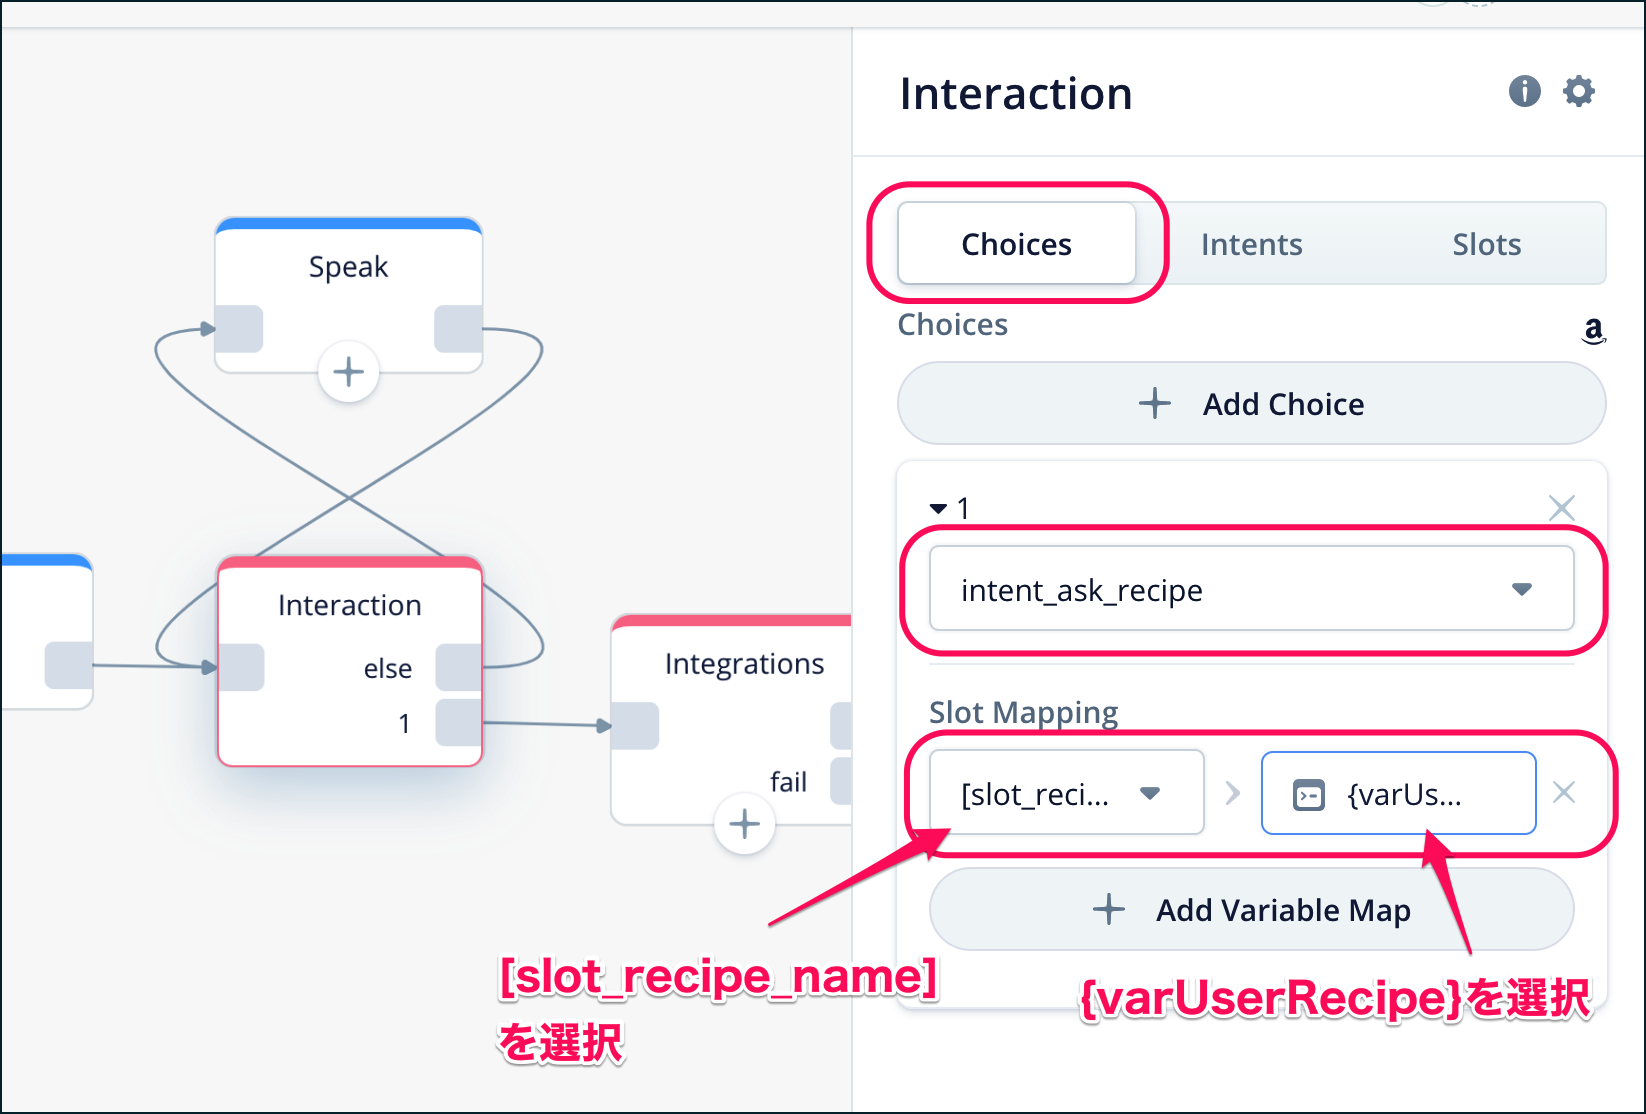 Speak
Interaction
else
1
Integrations
fail
Interaction
Choices
Intents
Slots
Choices
Add Choice
1
intent_ask_recipe
Slot Mapping
[slot_reci...
{varUs...
Add Variable Map
[slot_recipe_name]
を選択
{varUserRecipe}を選択